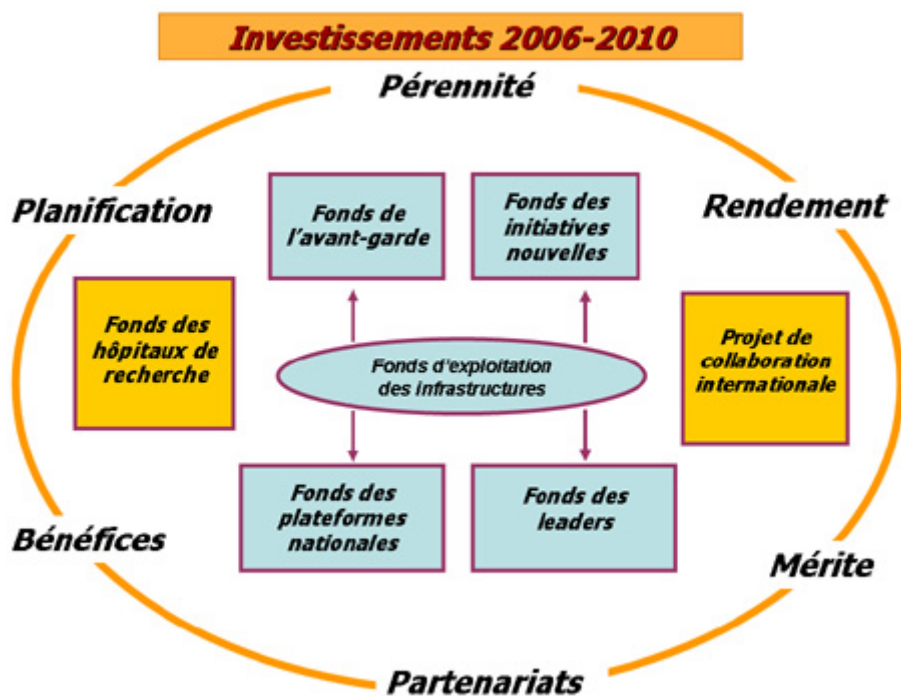 Investissements 2006-2010
Pérennité
Planification
Rendement
Fonds de
l'avant-garde
Fonds des
initiatives
nouvelles
Fonds des
hôpitaux de
recherche
Fonds d'exploitation
des infrastructures
Projet de
collaboration
internationale
Fonds des
plateformes
nationales
Fonds des
leaders
Bénéfices
Mérite
Partenariats